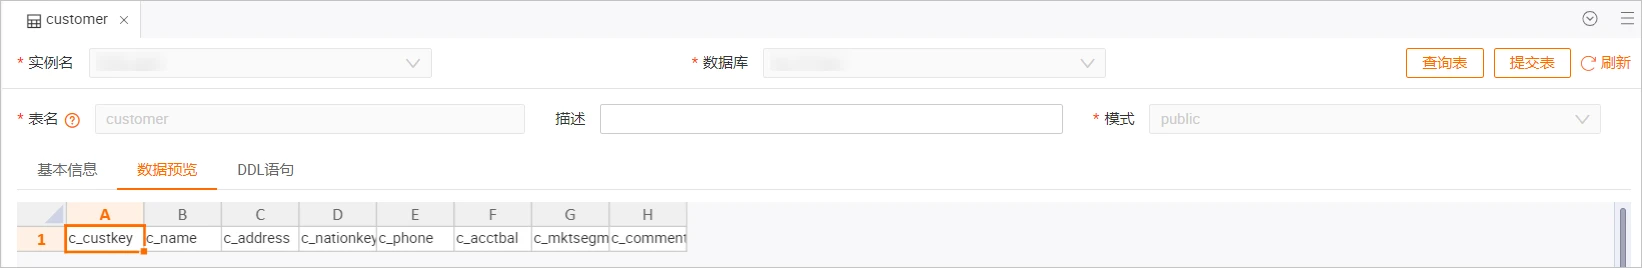 customer
* 实例名
* 数据库
查询表
提交表
刷新
* 表名
customer
描述
* 模式
public
基本信息
数据预览
DDL语句
A B C D E F G H
1 c_custkey c_name c_address c_nationkey c_phone c_acctbal c_mktsegm c_comment